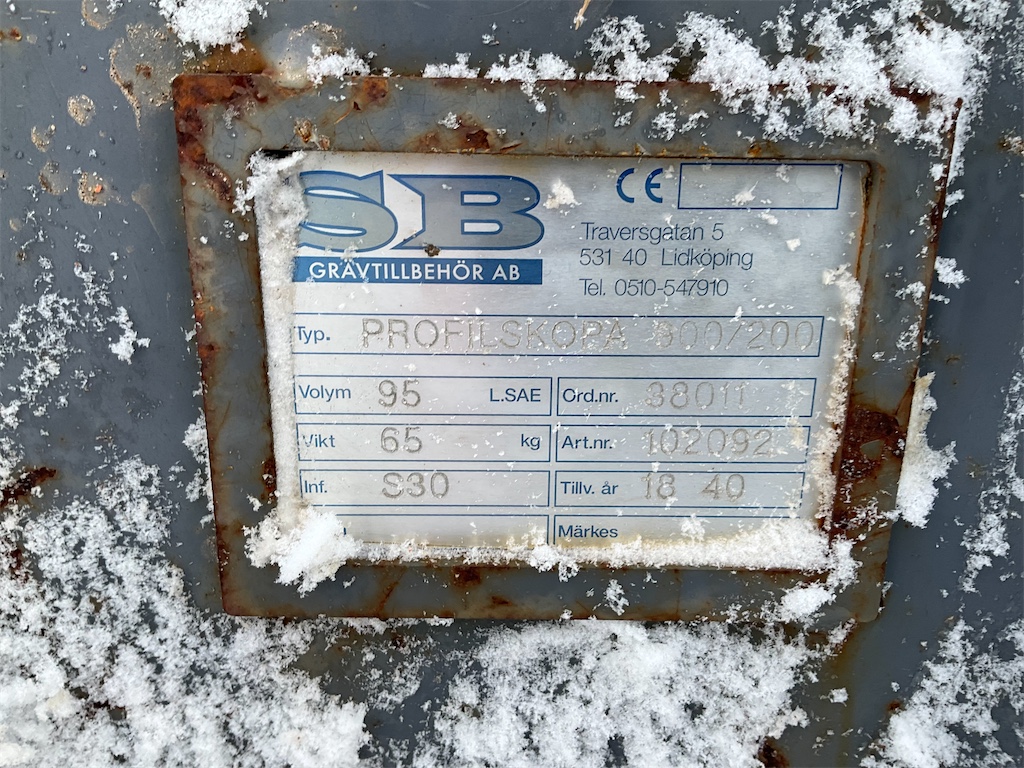 SB CE
GRÄVTILLBEHÖR AB
Traversgatan 5
531 40 Lidköping
Tel. 0510-547910
Typ. PROFILSKOPA 900/200
Volym 95 L.SAE Ord.nr. 38011
Vikt 65 kg Art.nr. 102092
Inf. S30 Tillv. år 18 40
Märkes